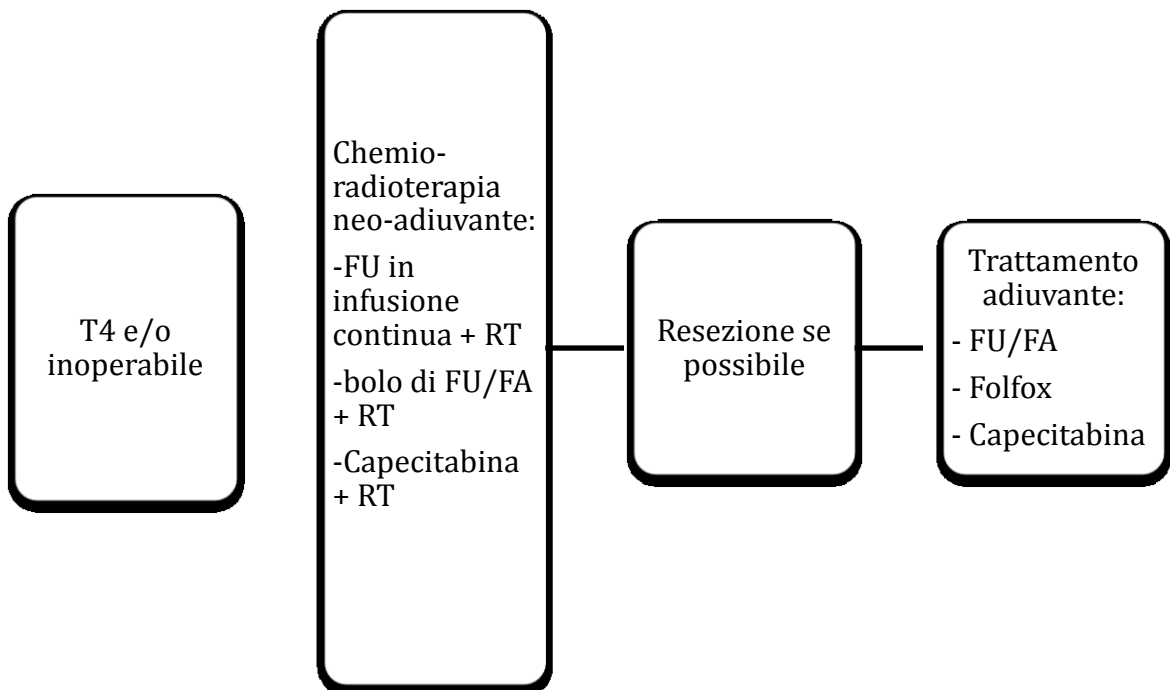 T4 e/o
inoperabile
Chemio-
radioterapia
neo-adiuvante:
-FU in
infusione
continua + RT
-bolo di FU/FA
+ RT
-Capecitabina
+ RT
Resezione se
possibile
Trattamento
adiuvante:
- FU/FA
- Folfox
- Capecitabina